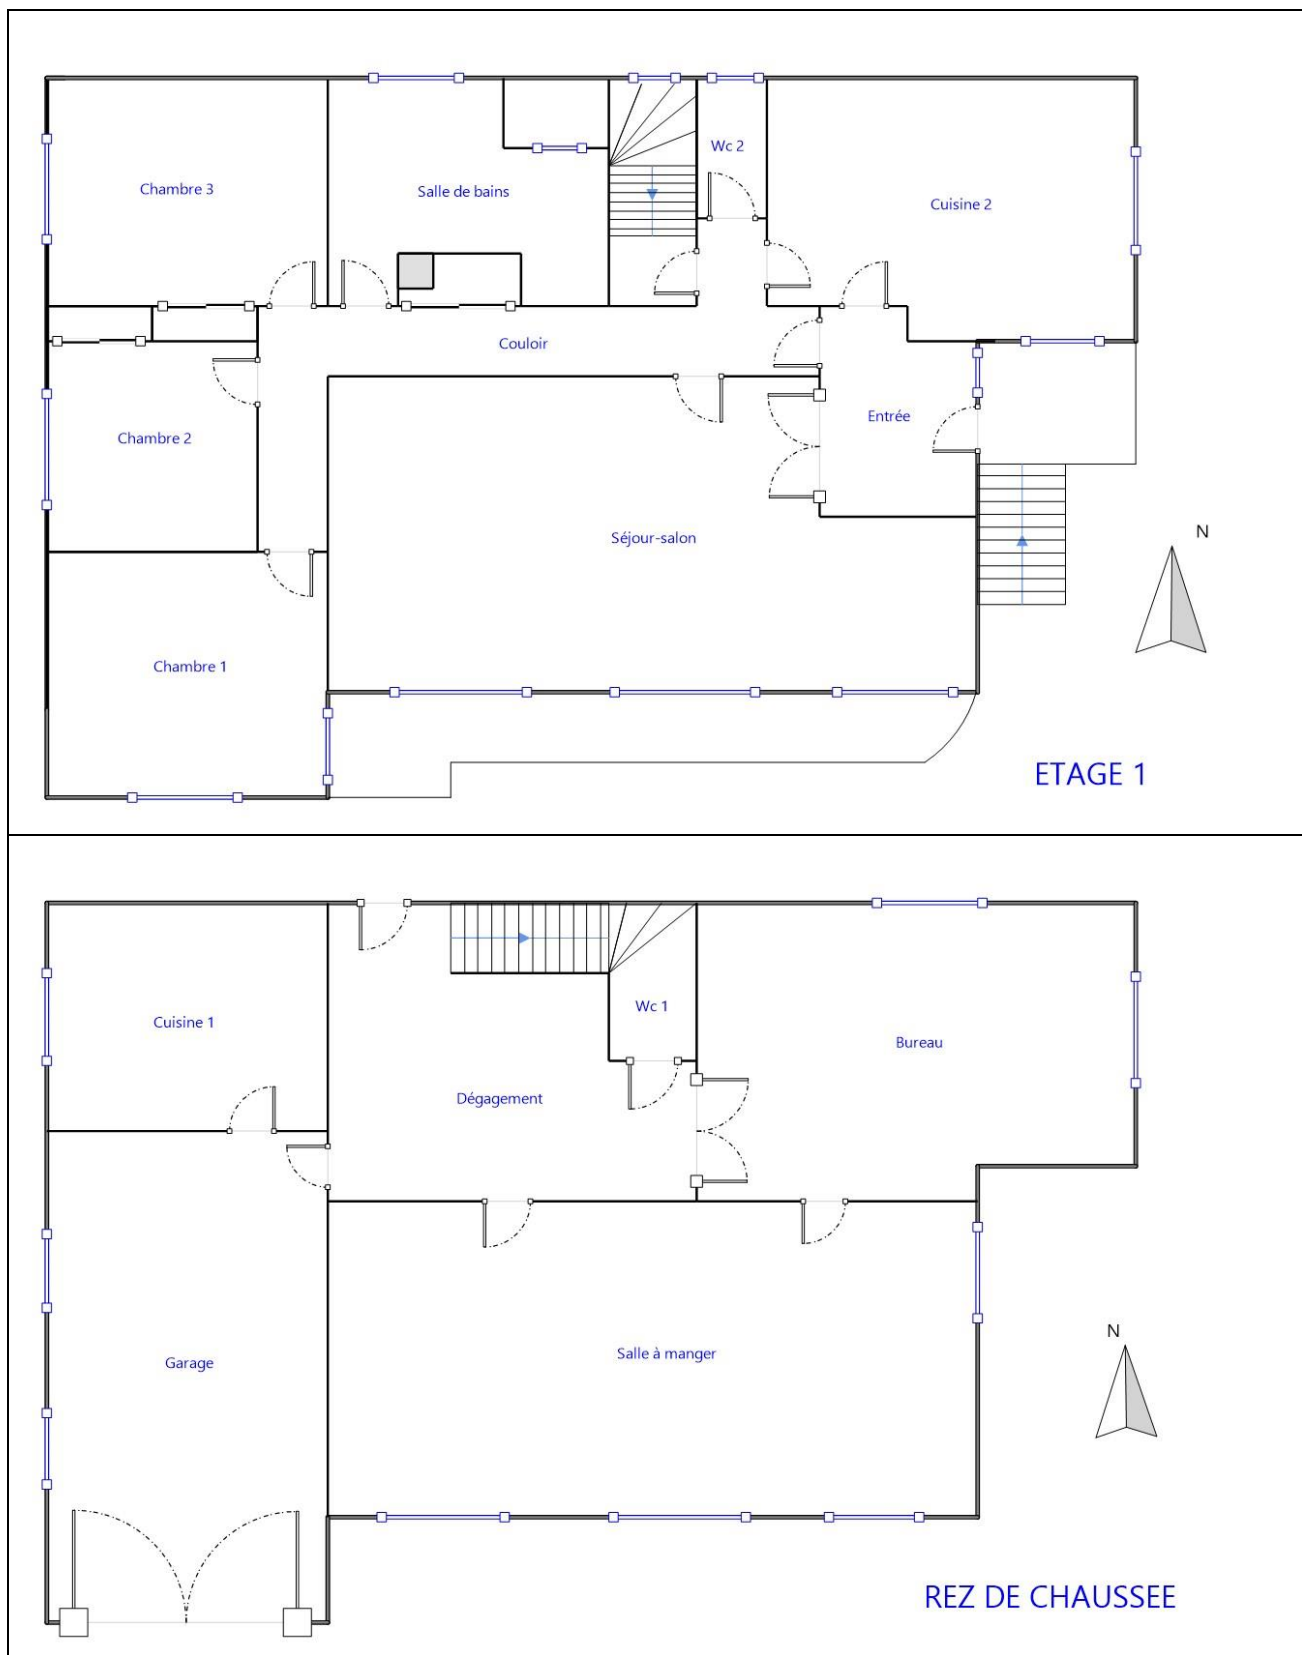 Wc 2
Chambre 3
Salle de bains
Cuisine 2
Couloir
Entrée
Chambre 2
N
Séjour-salon
Chambre 1
ETAGE 1
Wc 1
Cuisine 1
Bureau
Dégagement
N
Salle à manger
Garage
REZ DE CHAUSSEE